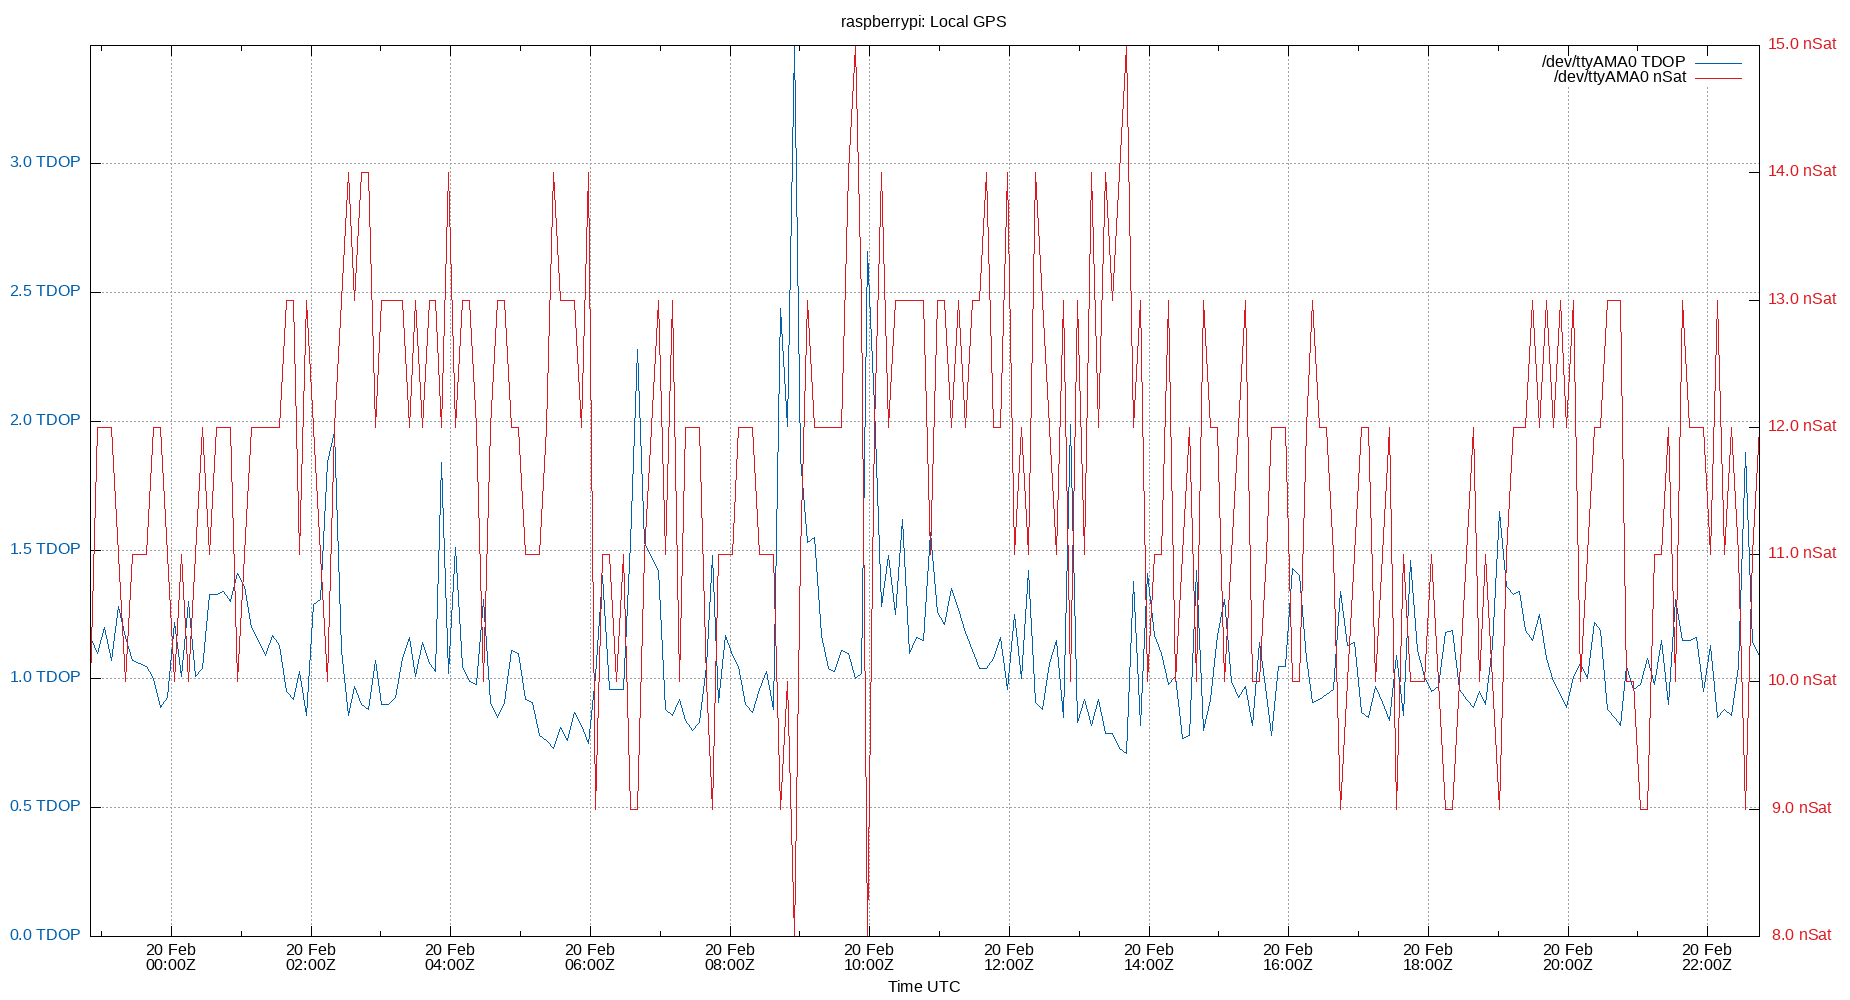 raspberrypi: Local GPS
15.0 nSat
/dev/ttyAMA0 TDOP
/dev/ttyAMA0 nSat
3.0 TDOP
14.0 nSat
2.5 TDOP
13.0 nSat
2.0 TDOP
12.0 nSat
1.5 TDOP
11.0 nSat
1.0 TDOP
10.0 nSat
0.5 TDOP
9.0 nSat
0.0 TDOP
8.0 nSat
20 Feb 20 Feb 20 Feb 20 Feb 20 Feb 20 Feb 20 Feb 20 Feb 20 Feb 20 Feb 20 Feb 20 Feb
00:00Z 02:00Z 04:00Z 06:00Z 08:00Z 10:00Z 12:00Z 14:00Z 16:00Z 18:00Z 20:00Z 22:00Z
Time UTC